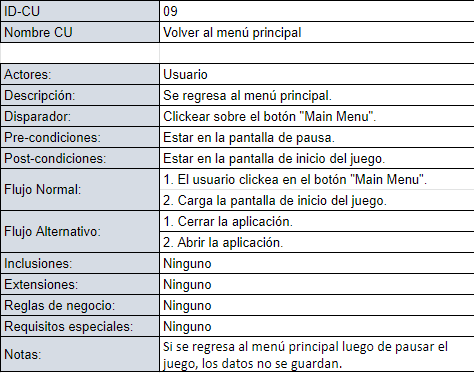 ID-CU 09
Nombre CU Volver al menú principal
Actores: Usuario
Descripción: Se regresa al menú principal.
Disparador: Clickear sobre el botón "Main Menu".
Pre-condiciones: Estar en la pantalla de pausa.
Post-condiciones: Estar en la pantalla de inicio del juego.
Flujo Normal: 1. El usuario clickea en el botón "Main Menu".
2. Carga la pantalla de inicio del juego.
Flujo Alternativo: 1. Cerrar la aplicación.
2. Abrir la aplicación.
Inclusiones: Ninguno
Extensiones: Ninguno
Reglas de negocio: Ninguno
Requisitos especiales: Ninguno
Notas: Si se regresa al menú principal luego de pausar el
juego, los datos no se guardan.